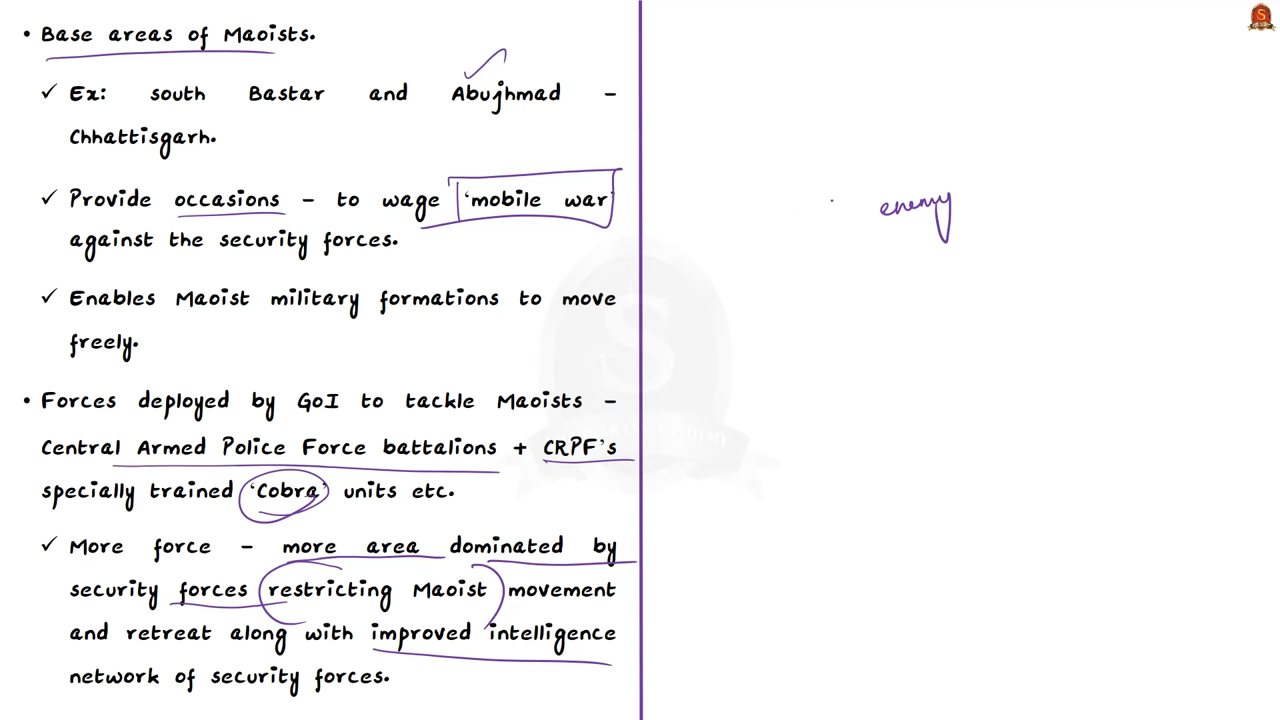 • Base areas of Maoists.
✓ Ex: south Bastar and Abujhmad –
Chhattisgarh.
✓ Provide occasions – to wage ‘mobile war’
against the security forces.
✓ Enables Maoist military formations to move
freely.
• Forces deployed by GoI to tackle Maoists –
Central Armed Police Force battalions + CRPF's
specially trained ‘Cobra’ units etc.
✓ More force – more area dominated by
security forces restricting Maoist movement
and retreat along with improved intelligence
network of security forces.
enemy